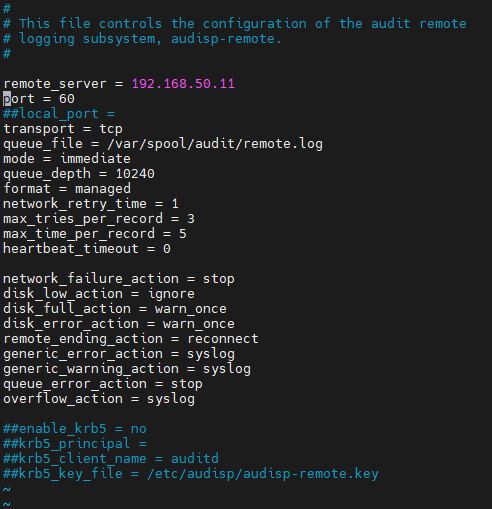 #
# This file controls the configuration of the audit remote
# logging subsystem, audisp-remote.
#
remote_server = 192.168.50.11
port = 60
##local_port =
transport = tcp
queue_file = /var/spool/audit/remote.log
mode = immediate
queue_depth = 10240
format = managed
network_retry_time = 1
max_tries_per_record = 3
max_time_per_record = 5
heartbeat_timeout = 0
network_failure_action = stop
disk_low_action = ignore
disk_full_action = warn_once
disk_error_action = warn_once
remote_ending_action = reconnect
generic_error_action = syslog
generic_warning_action = syslog
queue_error_action = stop
overflow_action = syslog
##enable_krb5 = no
##krb5_principal =
##krb5_client_name = auditd
##krb5_key_file = /etc/audisp/audisp-remote.key
~
~